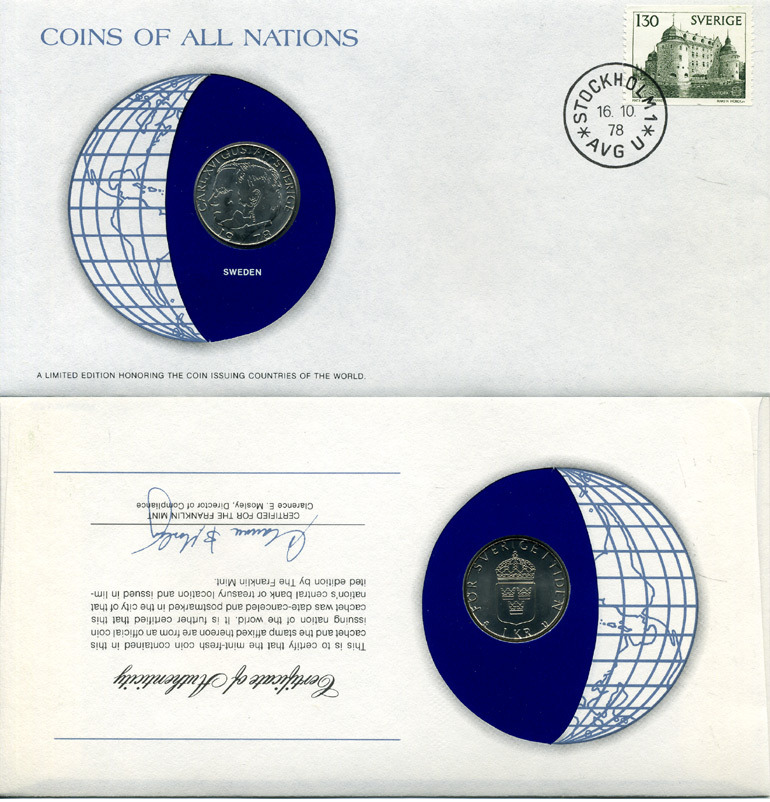 COINS OF ALL NATIONS
130 SVERIGE
STOCKHOLM 1
16. 10.
78
* AVG U *
CARL XVI GUSTAF SVERIGE
1978
SWEDEN
A LIMITED EDITION HONORING THE COIN ISSUING COUNTRIES OF THE WORLD.
Certificate of Authenticity
This is to certify that the mint-fresh coin contained in this
cachet and the stamp affixed thereon are from an official coin
issuing nation of the world. It is further certified that this
cachet was date-canceled and postmarked in the city of that
nation's central bank or treasury location and issued in lim-
ited edition by The Franklin Mint.
CERTIFIED FOR THE FRANKLIN MINT
Clarence E. Mosley, Director of Compliance
FÖR SVERIGE I TIDEN
1 KR U